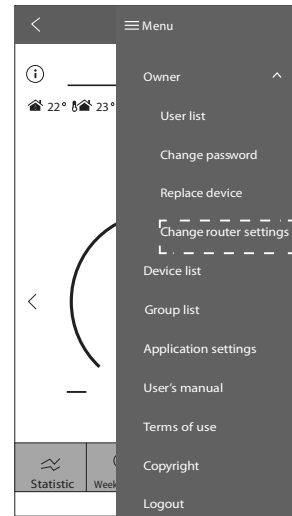 Menu
Owner
22° 23°
User list
Change password
Replace device
Change router settings
Device list
Group list
Application settings
User's manual
Terms of use
Copyright
Statistic Week
Logout